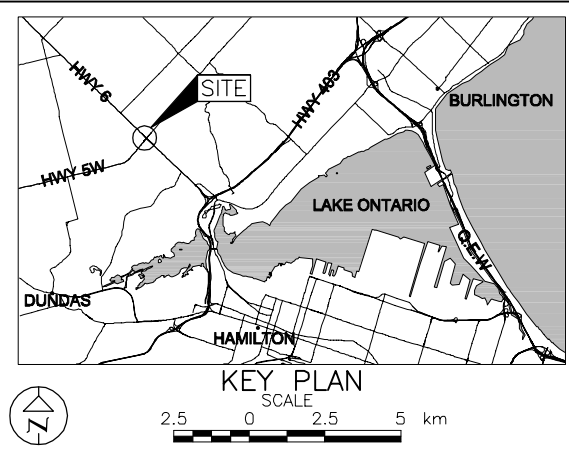 HWY 6
SITE
HWY 403
BURLINGTON
HWY 5W
LAKE ONTARIO
Q.E.W
DUNDAS
HAMILTON
KEY PLAN
SCALE
2.5 0 2.5 5 km
N